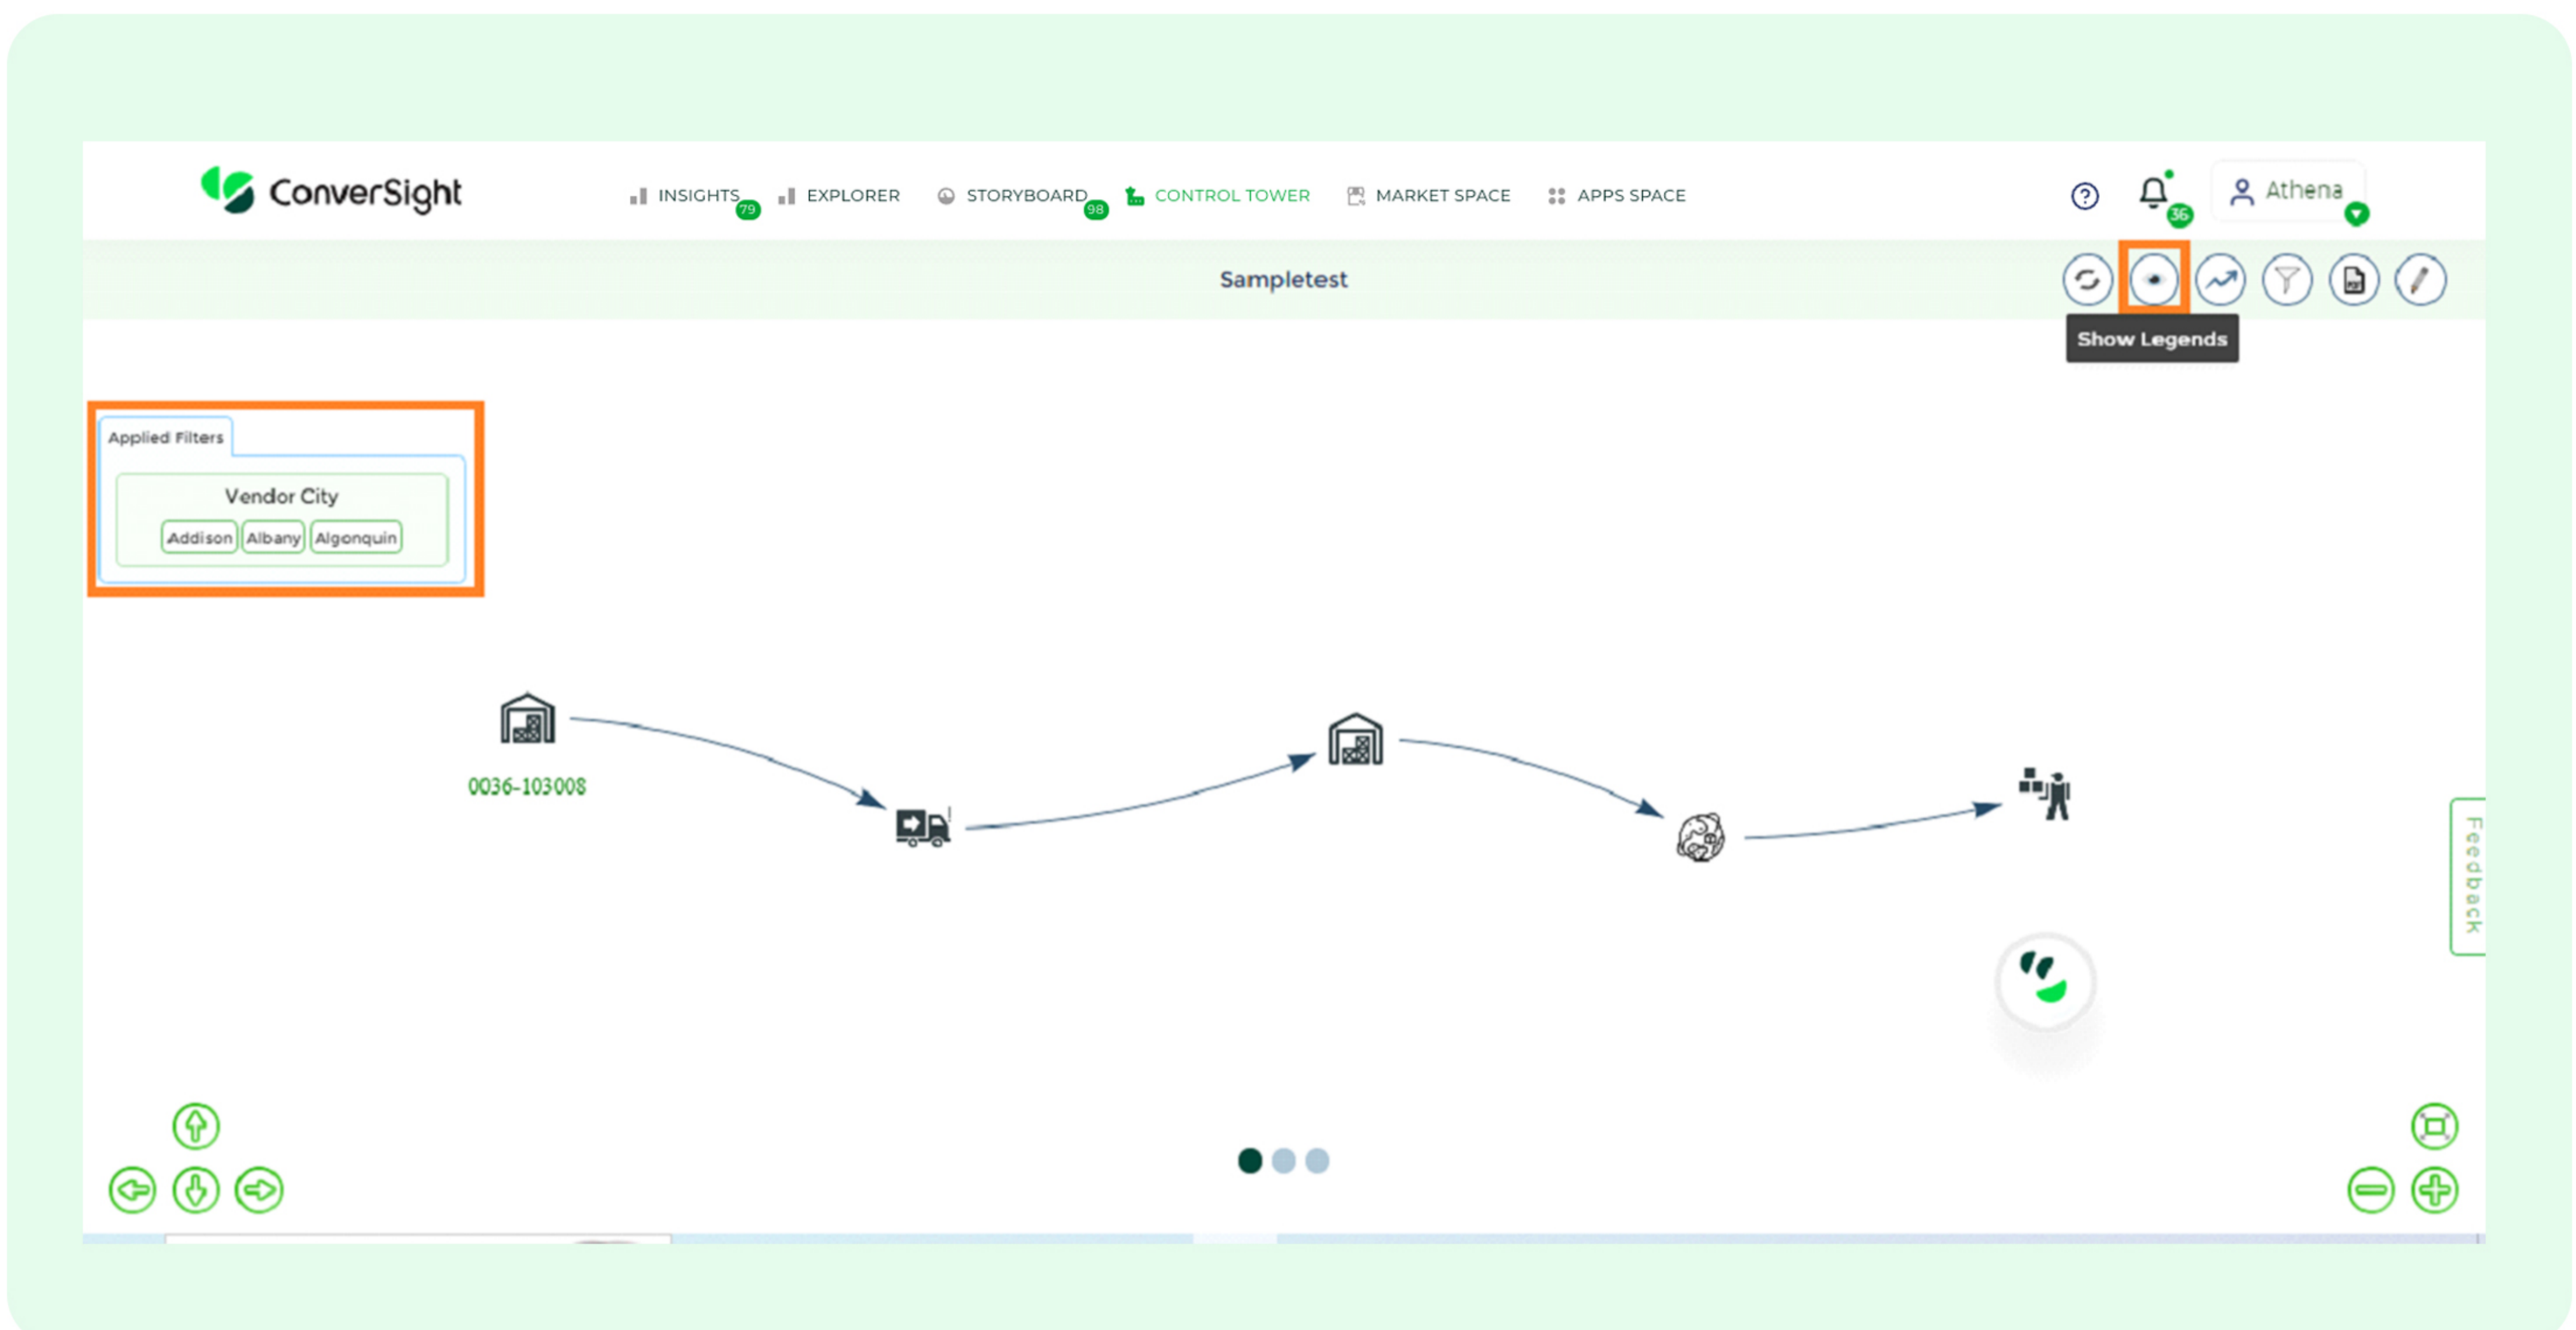 ConverSight
INSIGHTS 79 EXPLORER STORYBOARD 98 CONTROL TOWER MARKET SPACE APPS SPACE
? 36 Athena
Sampletest
PDF
Show Legends
Applied Filters
Vendor City
Addison Albany Algonquin
0036-103008
Feedback